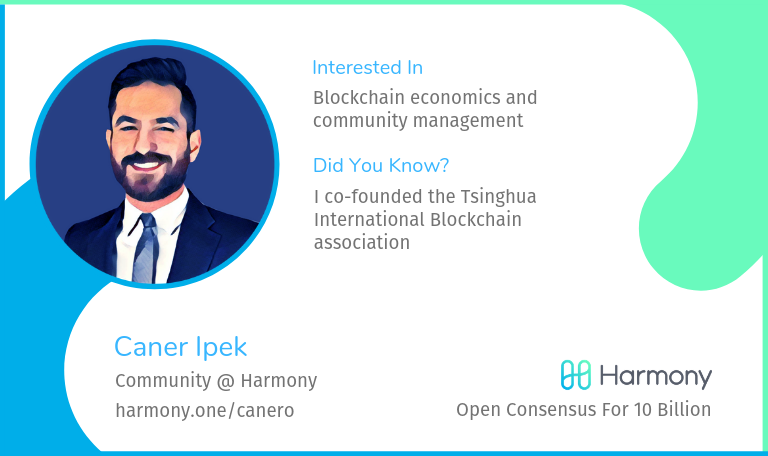 Interested In
Blockchain economics and
community management
Did You Know?
I co-founded the Tsinghua
International Blockchain
association
Caner Ipek
Community @ Harmony
harmony.one/canero
Harmony
Open Consensus For 10 Billion